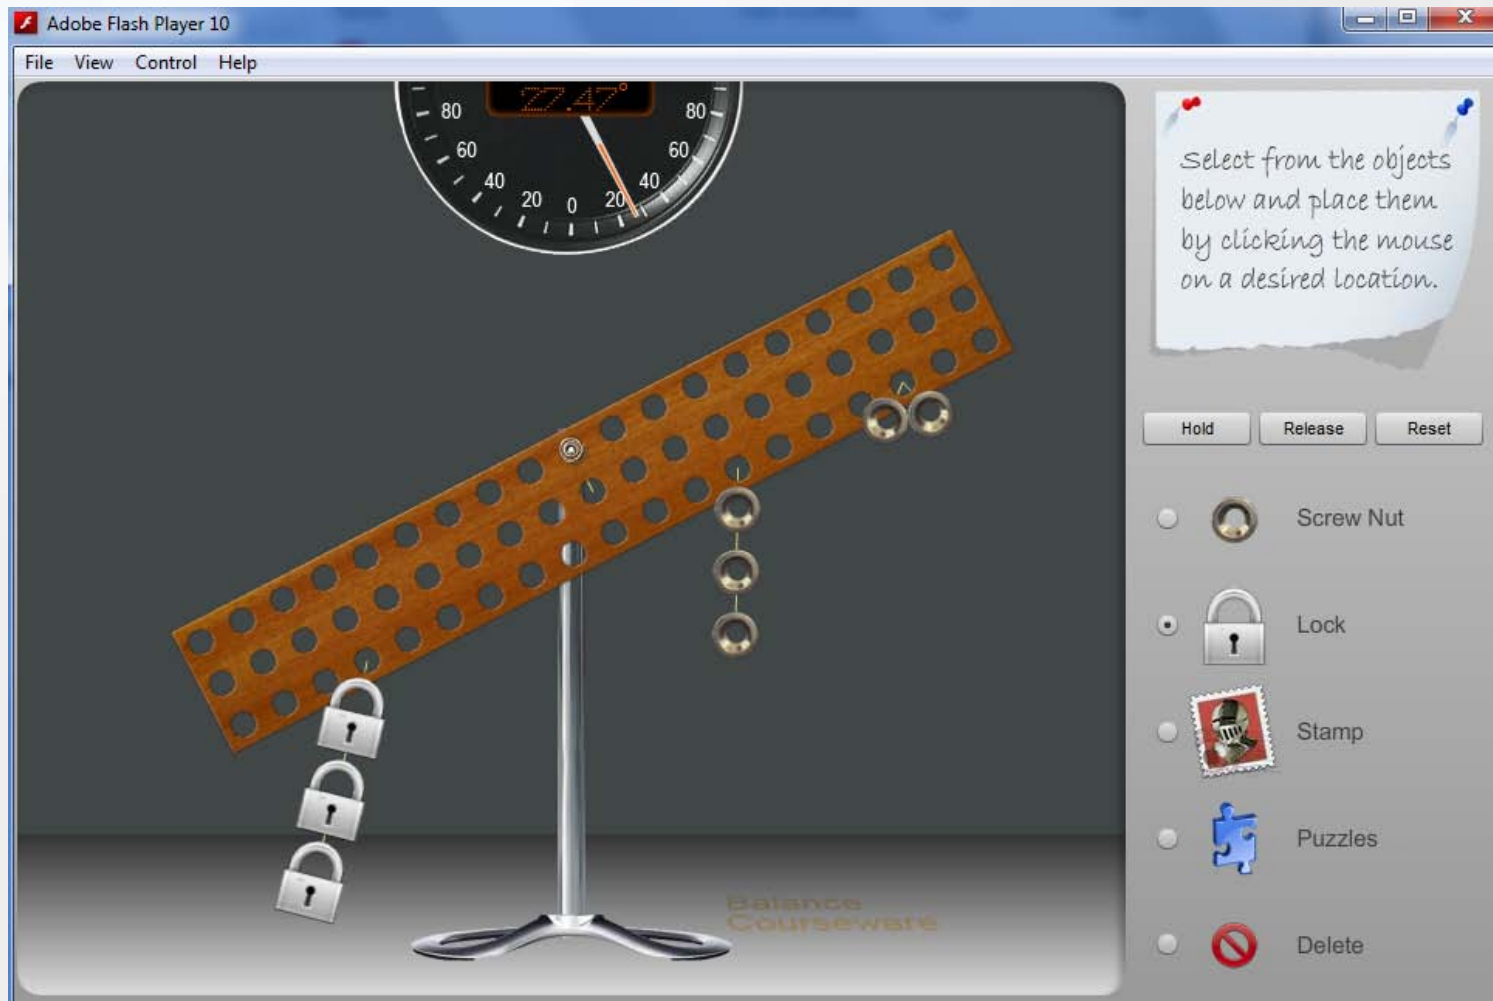 Adobe Flash Player 10
File View Control Help
27.47°
80 80
60 60
40 40
20 0 20
Select from the objects
below and place them
by clicking the mouse
on a desired location.
Hold Release Reset
Screw Nut
Lock
Stamp
Puzzles
Balance
Courseware
Delete